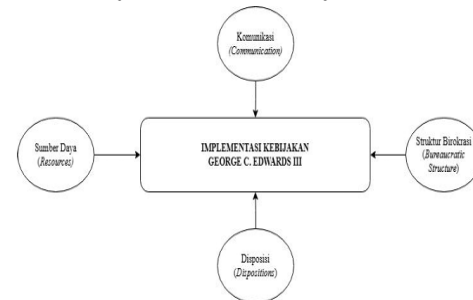 Komunikasi
(Communication)
Sumber Daya
(Resources)
IMPLEMENTASI KEBIJAKAN
GEORGE C. EDWARDS III
Struktur Birokrasi
(Bureaucratic
Structure)
Disposisi
(Dispositions)